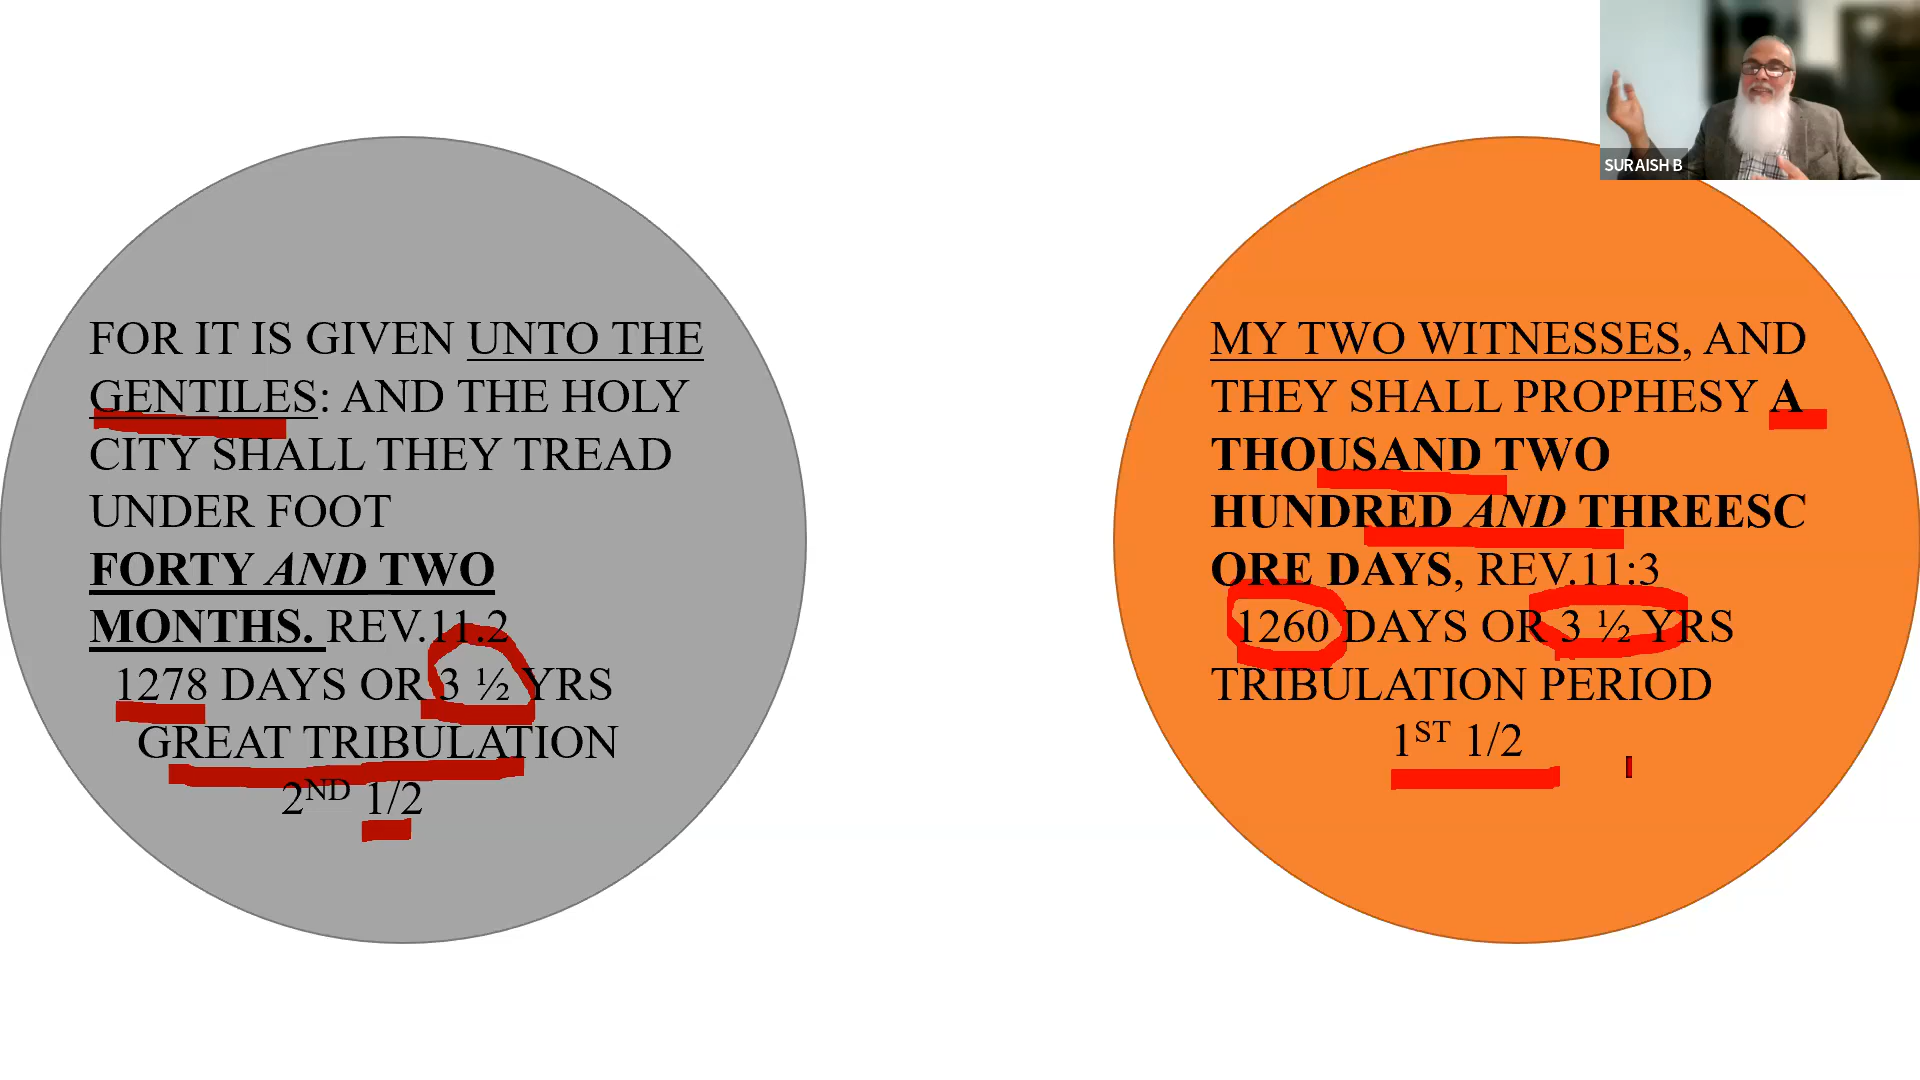 FOR IT IS GIVEN UNTO THE
GENTILES: AND THE HOLY
CITY SHALL THEY TREAD
UNDER FOOT
FORTY AND TWO
MONTHS. REV.11.2
1278 DAYS OR 3 ½ YRS
GREAT TRIBULATION
2ND 1/2
MY TWO WITNESSES, AND
THEY SHALL PROPHESY A
THOUSAND TWO
HUNDRED AND THREESC
ORE DAYS, REV.11:3
1260 DAYS OR 3 ½ YRS
TRIBULATION PERIOD
1ST 1/2
SURAISH B